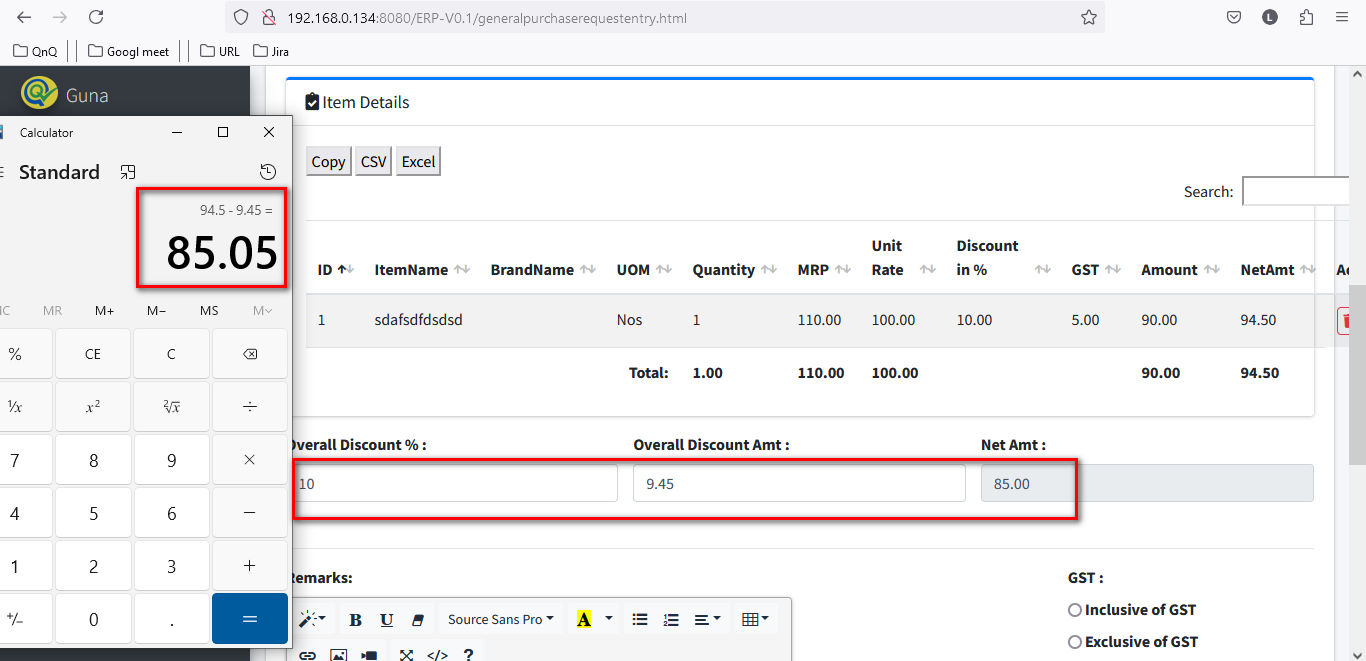 192.168.0.134:8080/ERP-V0.1/generalpurchaserequestentry.html
L
QnQ
Googl meet
URL
Jira
Guna
Item Details
Calculator
Standard
94.5 - 9.45 =
85.05
MR M+ M− MS M
% CE C
¹/x x² ²√x ÷
7 8 9 ×
4 5 6 −
1 2 3 +
+/− 0 . =
Copy CSV Excel
Search:
ID ItemName BrandName UOM Quantity MRP Unit Rate Discount in % GST Amount NetAmt
1 sdafsdfdsdsd Nos 1 110.00 100.00 10.00 5.00 90.00 94.50
Total: 1.00 110.00 100.00 90.00 94.50
Overall Discount % : Overall Discount Amt : Net Amt :
10 9.45 85.00
Remarks: GST :
B U Source Sans Pro A
</> ?
Inclusive of GST
Exclusive of GST